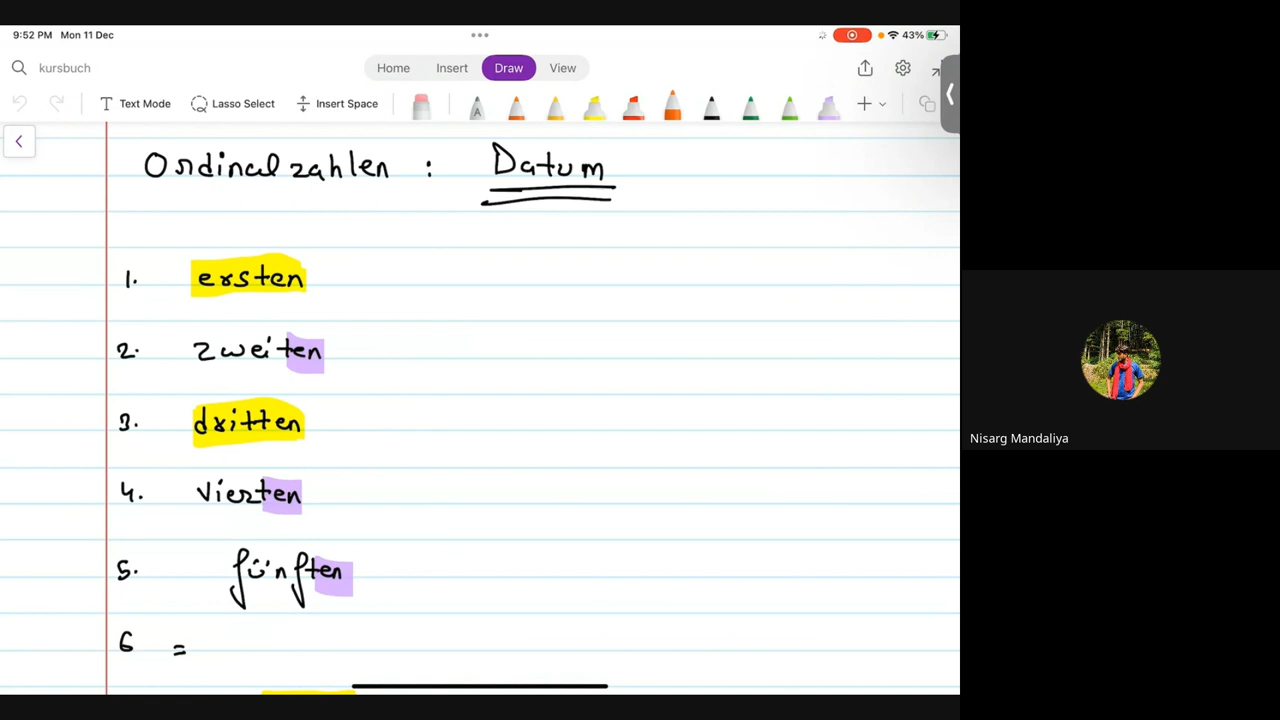 9:52 PM Mon 11 Dec
43%
kursbuch
Home Insert Draw View
Text Mode Lasso Select Insert Space
Ordinalzahlen : Datum
1. ersten
2. zweiten
3. dritten
4. vierten
5. fünften
6 =
Nisarg Mandaliya